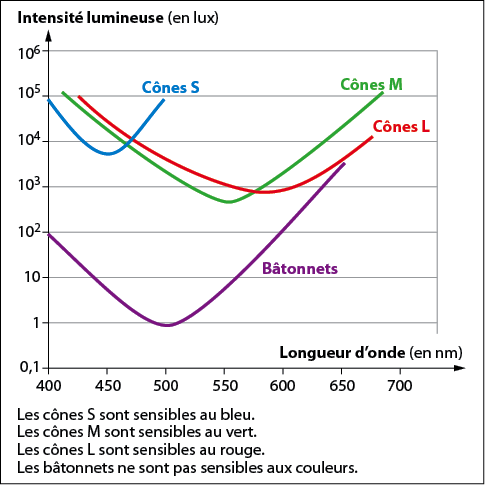 Intensité lumineuse (en lux)
10⁶
10⁵
10⁴
10³
10²
10
1
0,1
Cônes S
Cônes M
Cônes L
Bâtonnets
Longueur d'onde (en nm)
400 450 500 550 600 650 700
Les cônes S sont sensibles au bleu.
Les cônes M sont sensibles au vert.
Les cônes L sont sensibles au rouge.
Les bâtonnets ne sont pas sensibles aux couleurs.